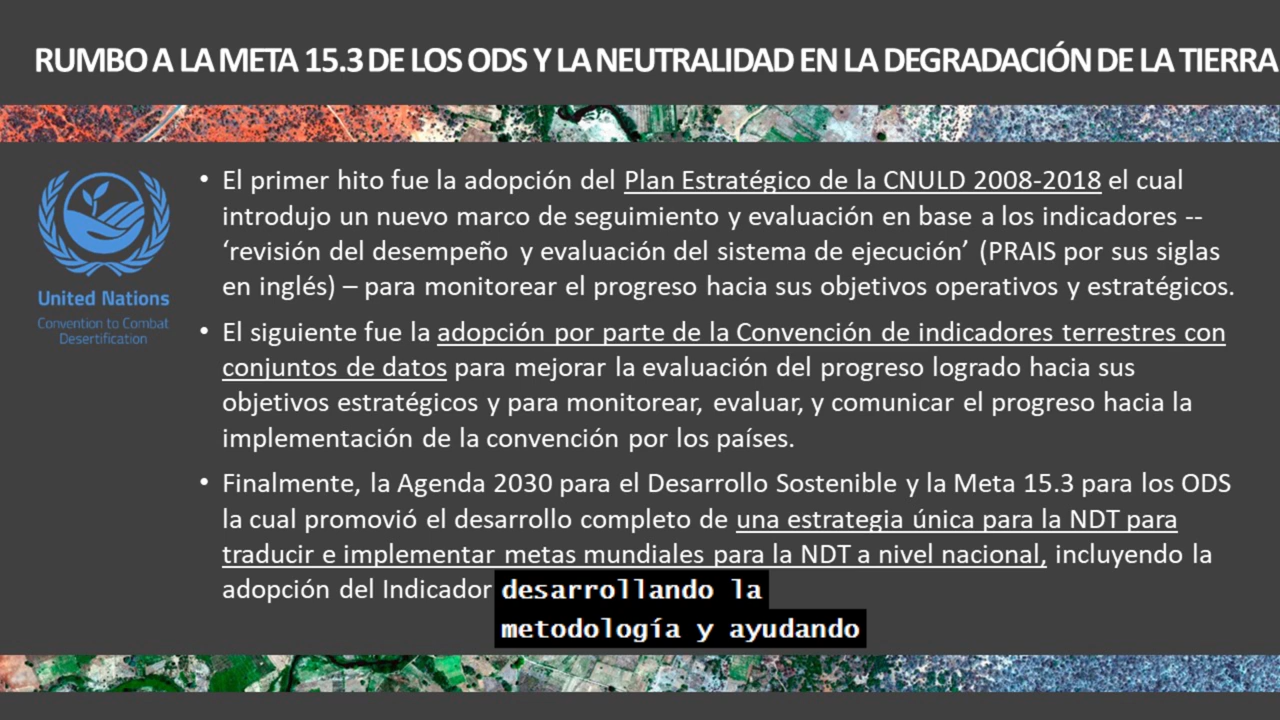 RUMBO A LA META 15.3 DE LOS ODS Y LA NEUTRALIDAD EN LA DEGRADACIÓN DE LA TIERRA
United Nations
Convention to Combat
Desertification
• El primer hito fue la adopción del Plan Estratégico de la CNULD 2008-2018 el cual
introdujo un nuevo marco de seguimiento y evaluación en base a los indicadores --
‘revisión del desempeño y evaluación del sistema de ejecución’ (PRAIS por sus siglas
en inglés) – para monitorear el progreso hacia sus objetivos operativos y estratégicos.
• El siguiente fue la adopción por parte de la Convención de indicadores terrestres con
conjuntos de datos para mejorar la evaluación del progreso logrado hacia sus
objetivos estratégicos y para monitorear, evaluar, y comunicar el progreso hacia la
implementación de la convención por los países.
• Finalmente, la Agenda 2030 para el Desarrollo Sostenible y la Meta 15.3 para los ODS
la cual promovió el desarrollo completo de una estrategia única para la NDT para
traducir e implementar metas mundiales para la NDT a nivel nacional, incluyendo la
adopción del Indicador
desarrollando la
metodología y ayudando